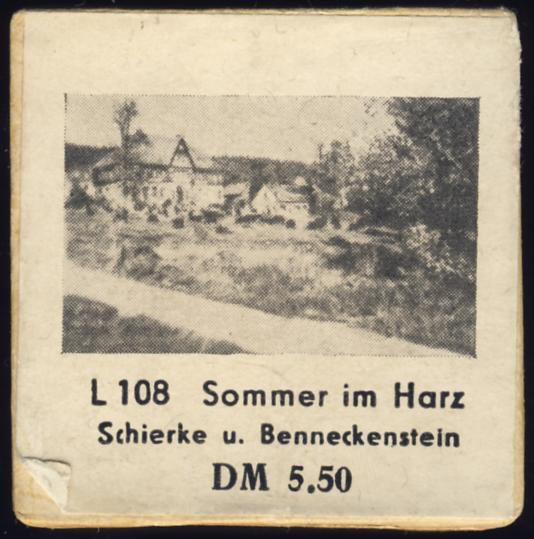 L 108 Sommer im Harz
Schierke u. Benneckenstein
DM 5.50